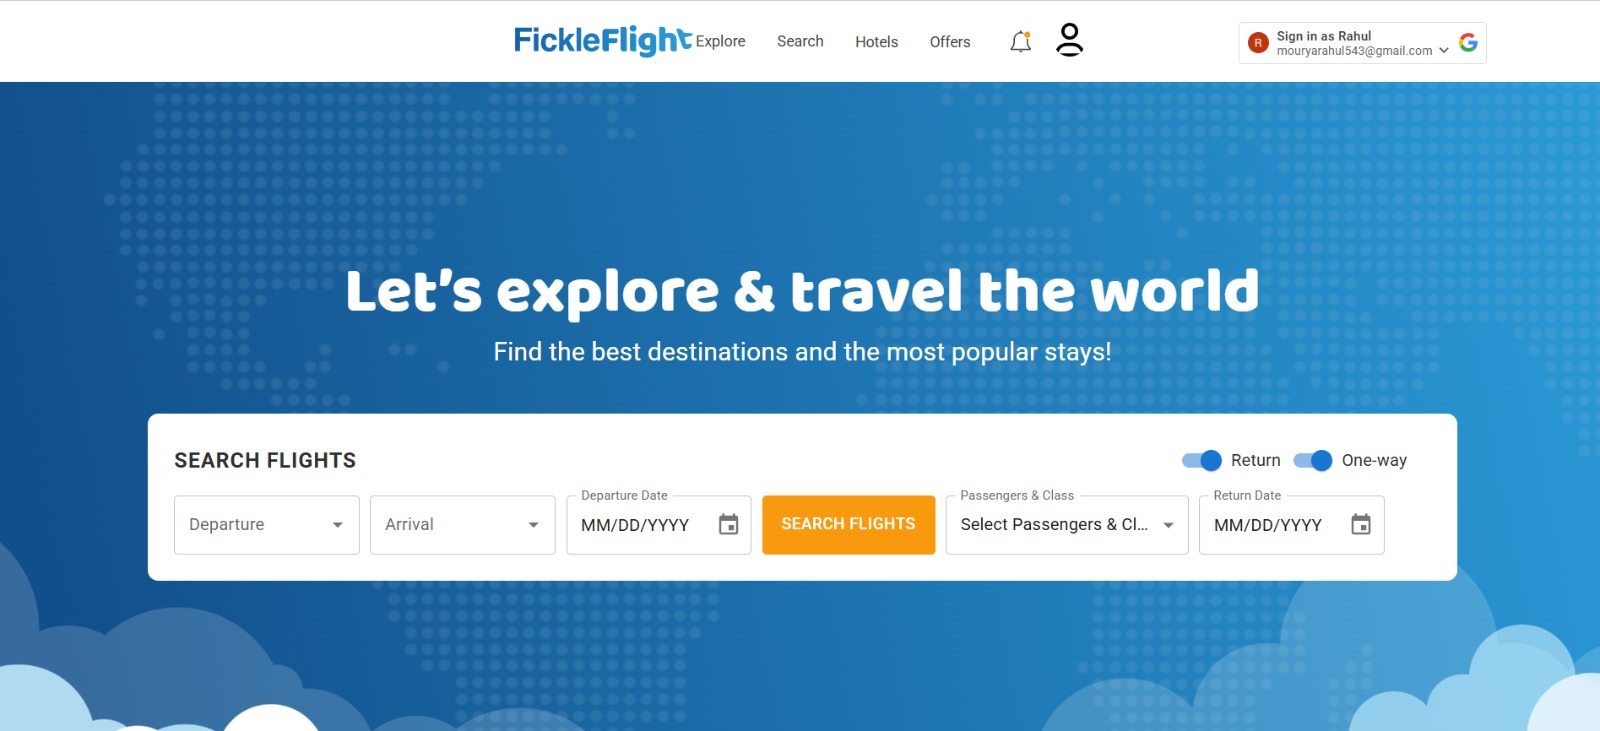 FickleFlight Explore Search Hotels Offers
R Sign in as Rahul
mouryarahul543@gmail.com
Let's explore & travel the world
Find the best destinations and the most popular stays!
SEARCH FLIGHTS Return One-way
Departure Date Passengers & Class Return Date
Departure Arrival MM/DD/YYYY SEARCH FLIGHTS Select Passengers & Cl... MM/DD/YYYY